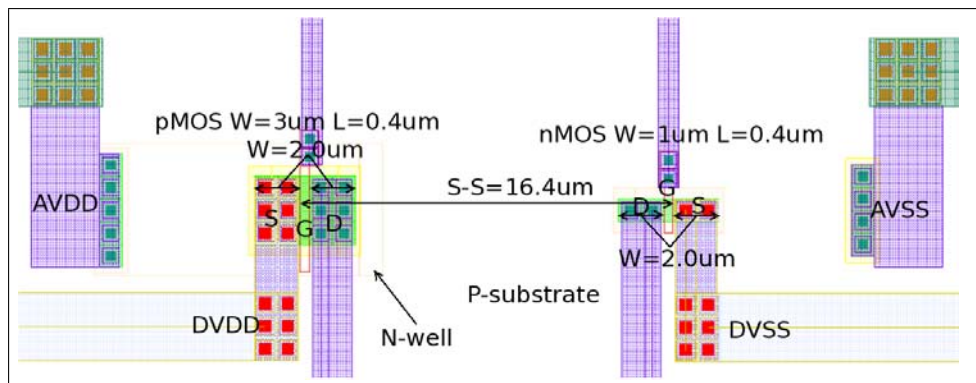 pMOS W=3um L=0.4um
nMOS W=1um L=0.4um
W=2.0um
S-S=16.4um
AVDD
S
G
D
D
G
S
AVSS
W=2.0um
P-substrate
DVDD
N-well
DVSS